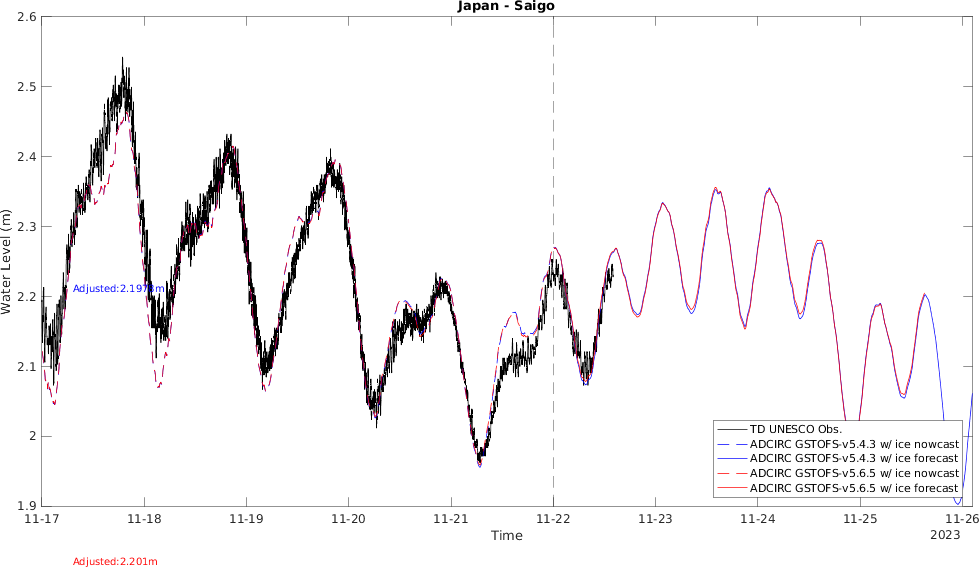 Japan - Saigo
2.6
2.5
2.4
2.3
2.2
2.1
2
1.9
Water Level (m)
Adjusted:2.1973m
TD UNESCO Obs.
ADCIRC GSTOFS-v5.4.3 w/ ice nowcast
ADCIRC GSTOFS-v5.4.3 w/ ice forecast
ADCIRC GSTOFS-v5.6.5 w/ ice nowcast
ADCIRC GSTOFS-v5.6.5 w/ ice forecast
11-17 11-18 11-19 11-20 11-21 11-22 11-23 11-24 11-25 11-26
Time
2023
Adjusted:2.201m